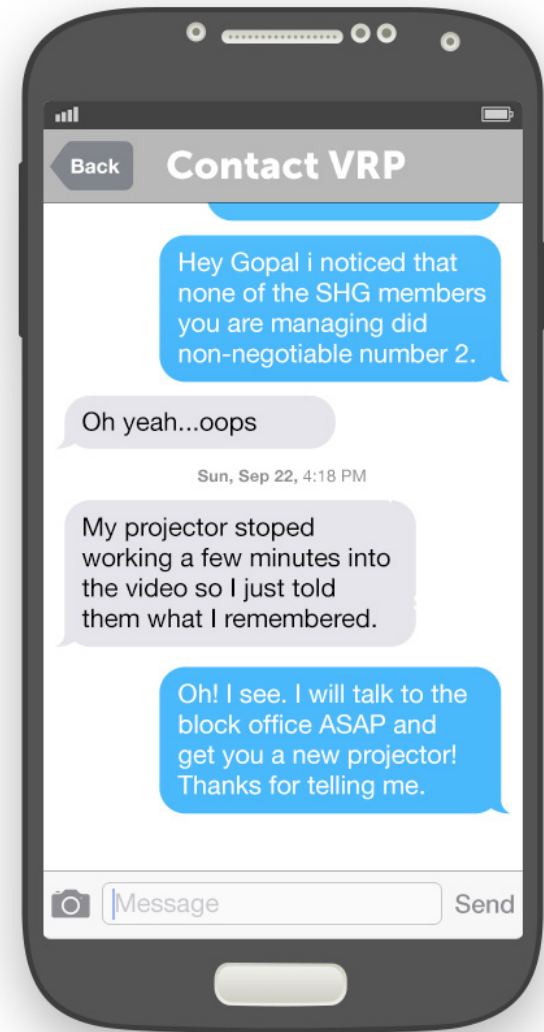 Back
Contact VRP
Hey Gopal i noticed that
none of the SHG members
you are managing did
non-negotiable number 2.
Oh yeah...oops
Sun, Sep 22, 4:18 PM
My projector stoped
working a few minutes into
the video so I just told
them what I remembered.
Oh! I see. I will talk to the
block office ASAP and
get you a new projector!
Thanks for telling me.
Message
Send